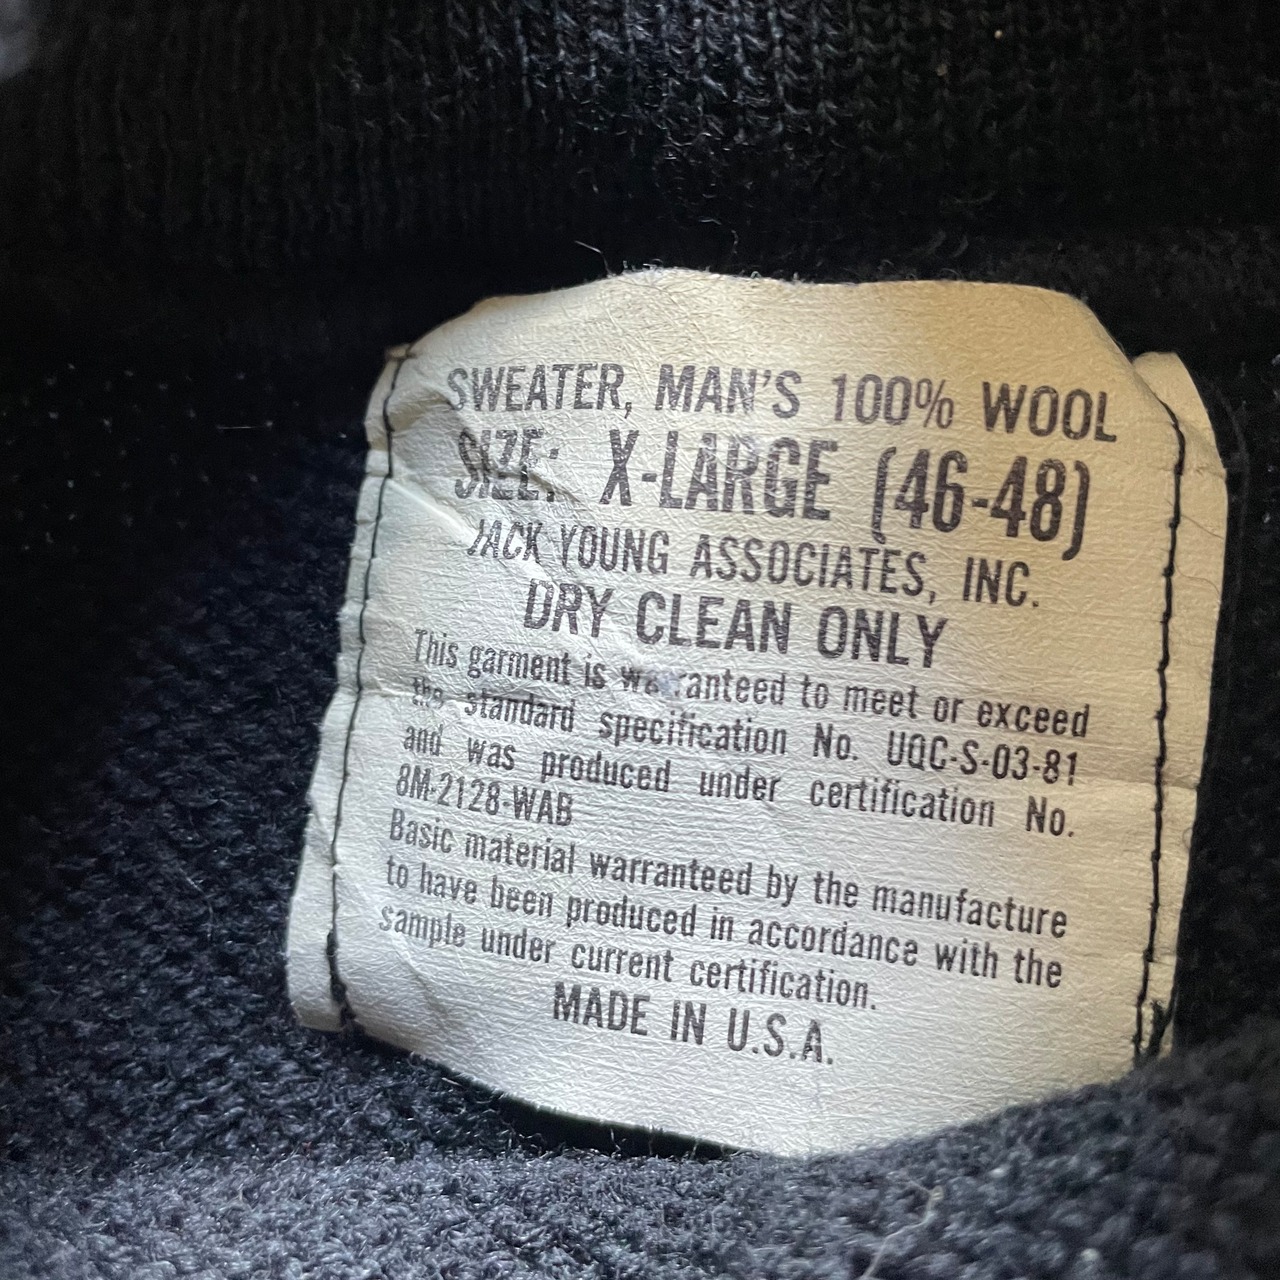 SWEATER, MAN'S 100% WOOL
SIZE: X-LARGE (46-48)
JACK YOUNG ASSOCIATES, INC.
DRY CLEAN ONLY
This garment is warranteed to meet or exceed
the standard specification No. UQC-S-03-81
and was produced under certification No.
8M-2128-WAB
Basic material warranteed by the manufacture
to have been produced in accordance with the
sample under current certification.
MADE IN U.S.A.